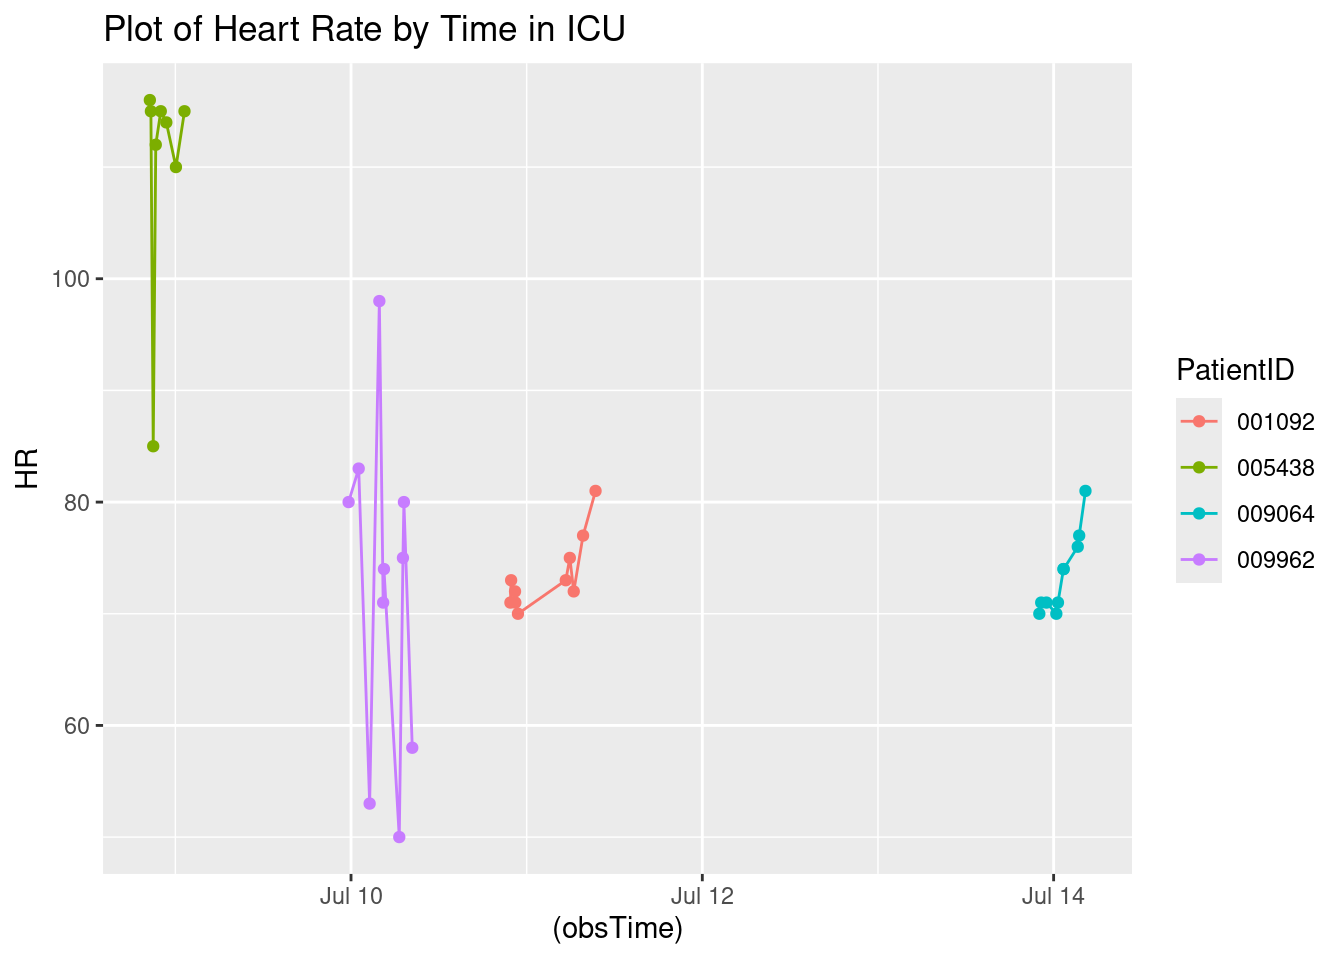 Plot of Heart Rate by Time in ICU
HR
100
80
60
Jul 10
Jul 12
Jul 14
(obsTime)
PatientID
001092
005438
009064
009962